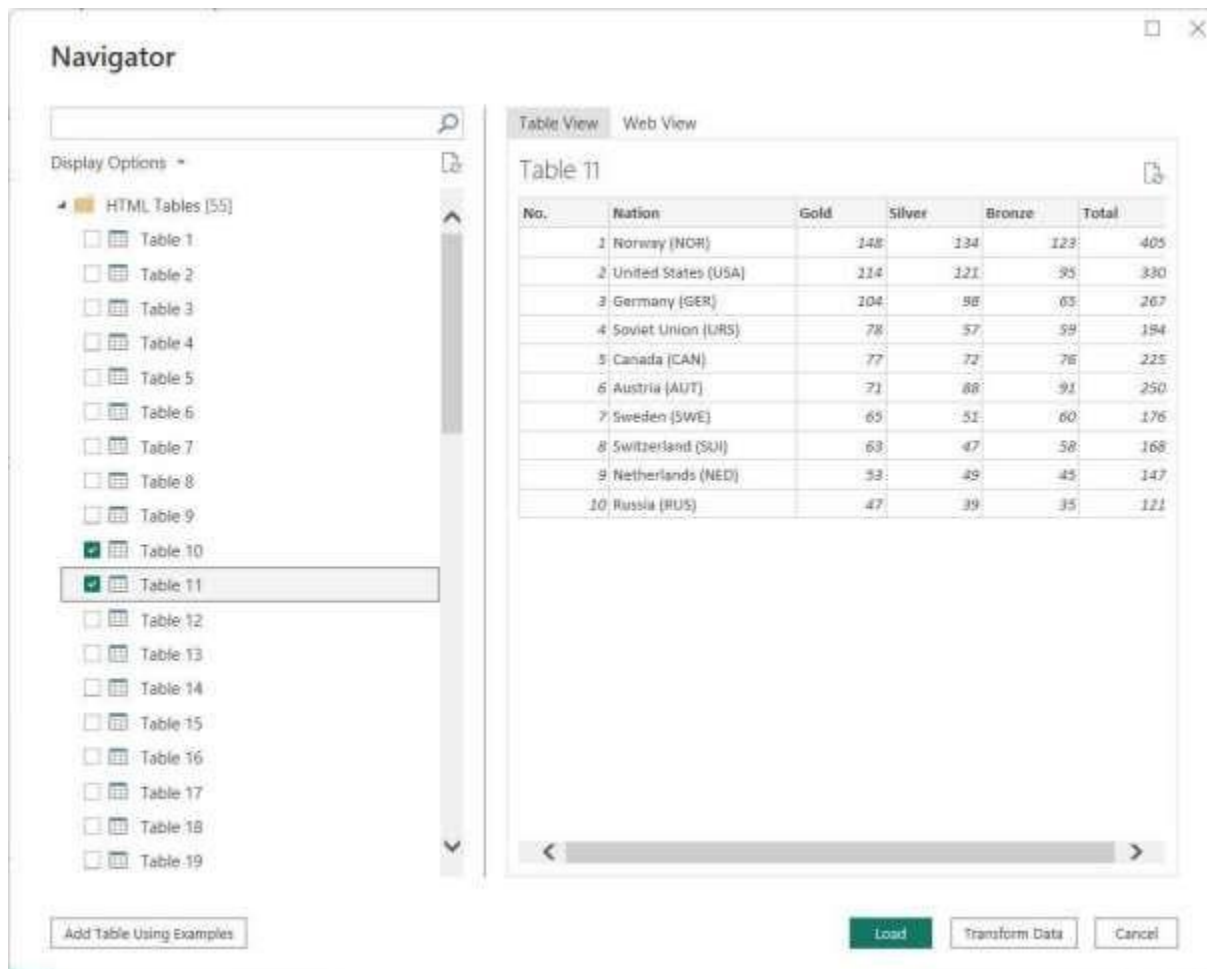 Navigator
Display Options
HTML Tables [55]
Table 1
Table 2
Table 3
Table 4
Table 5
Table 6
Table 7
Table 8
Table 9
Table 10
Table 11
Table 12
Table 13
Table 14
Table 15
Table 16
Table 17
Table 18
Table 19
Table View Web View
Table 11
No. Nation Gold Silver Bronze Total
1 Norway (NOR) 148 134 123 405
2 United States (USA) 114 121 95 330
3 Germany (GER) 104 98 65 267
4 Soviet Union (URS) 78 57 59 194
5 Canada (CAN) 77 72 76 225
6 Austria (AUT) 71 88 91 250
7 Sweden (SWE) 65 51 60 176
8 Switzerland (SUI) 63 47 58 168
9 Netherlands (NED) 53 49 45 147
10 Russia (RUS) 47 39 35 121
Add Table Using Examples
Load Transform Data Cancel